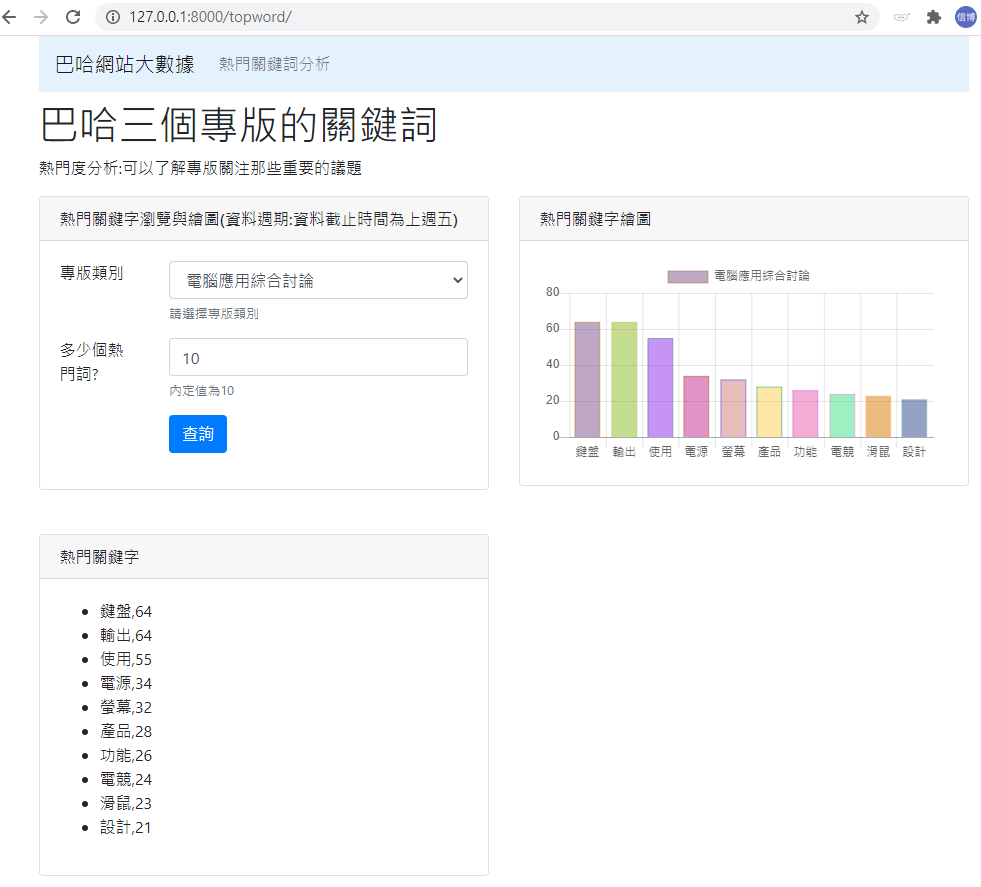 127.0.0.1:8000/topword/
信博
巴哈網站大數據 熱門關鍵詞分析
巴哈三個專版的關鍵詞
熱門度分析:可以了解專版關注那些重要的議題
熱門關鍵字瀏覽與繪圖(資料週期:資料截止時間為上週五)
專版類別
電腦應用綜合討論
請選擇專版類別
多少個熱
門詞?
10
內定值為10
查詢
熱門關鍵字繪圖
電腦應用綜合討論
80
60
40
20
0
鍵盤 輸出 使用 電源 螢幕 產品 功能 電競 滑鼠 設計
熱門關鍵字
鍵盤,64
輸出,64
使用,55
電源,34
螢幕,32
產品,28
功能,26
電競,24
滑鼠,23
設計,21